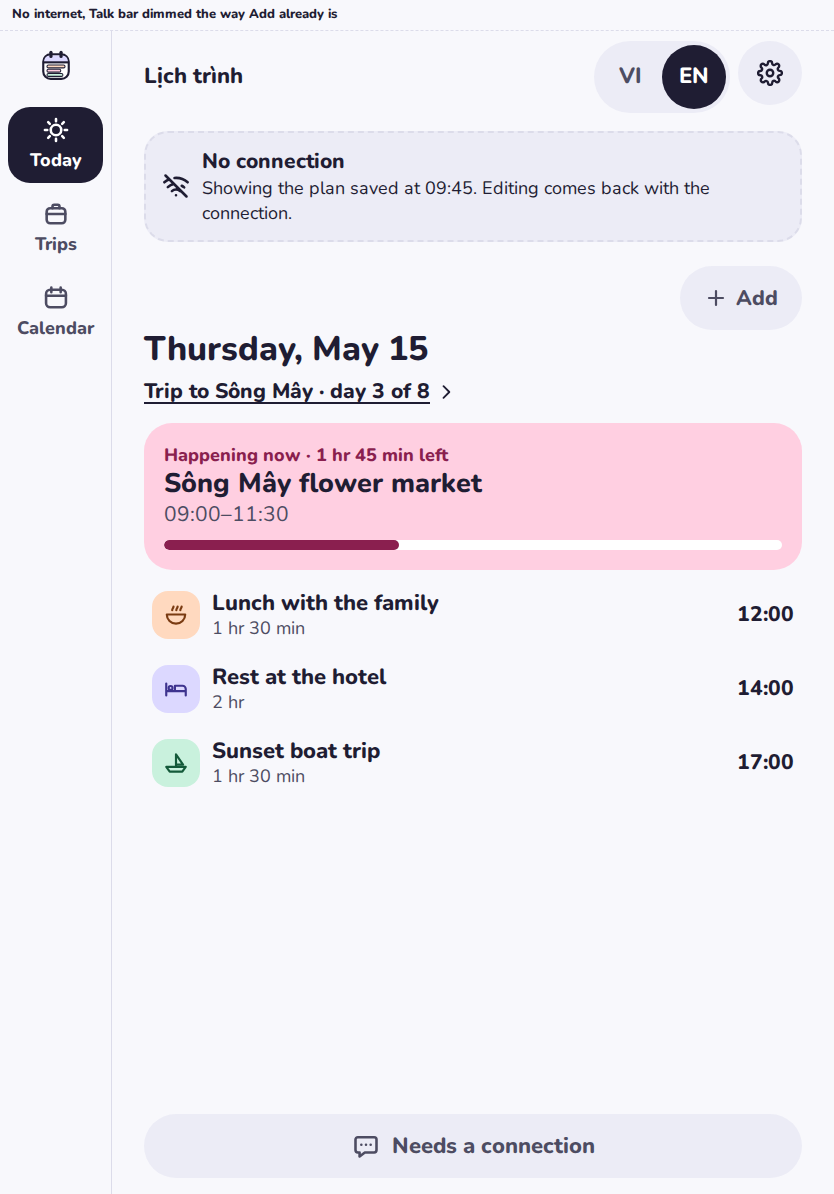 No internet, Talk bar dimmed the way Add already is
Lịch trình
VI
EN
Today
Trips
Calendar
No connection
Showing the plan saved at 09:45. Editing comes back with the
connection.
Add
Thursday, May 15
Trip to Sông Mây · day 3 of 8
Happening now · 1 hr 45 min left
Sông Mây flower market
09:00–11:30
Lunch with the family
1 hr 30 min
12:00
Rest at the hotel
2 hr
14:00
Sunset boat trip
1 hr 30 min
17:00
Needs a connection